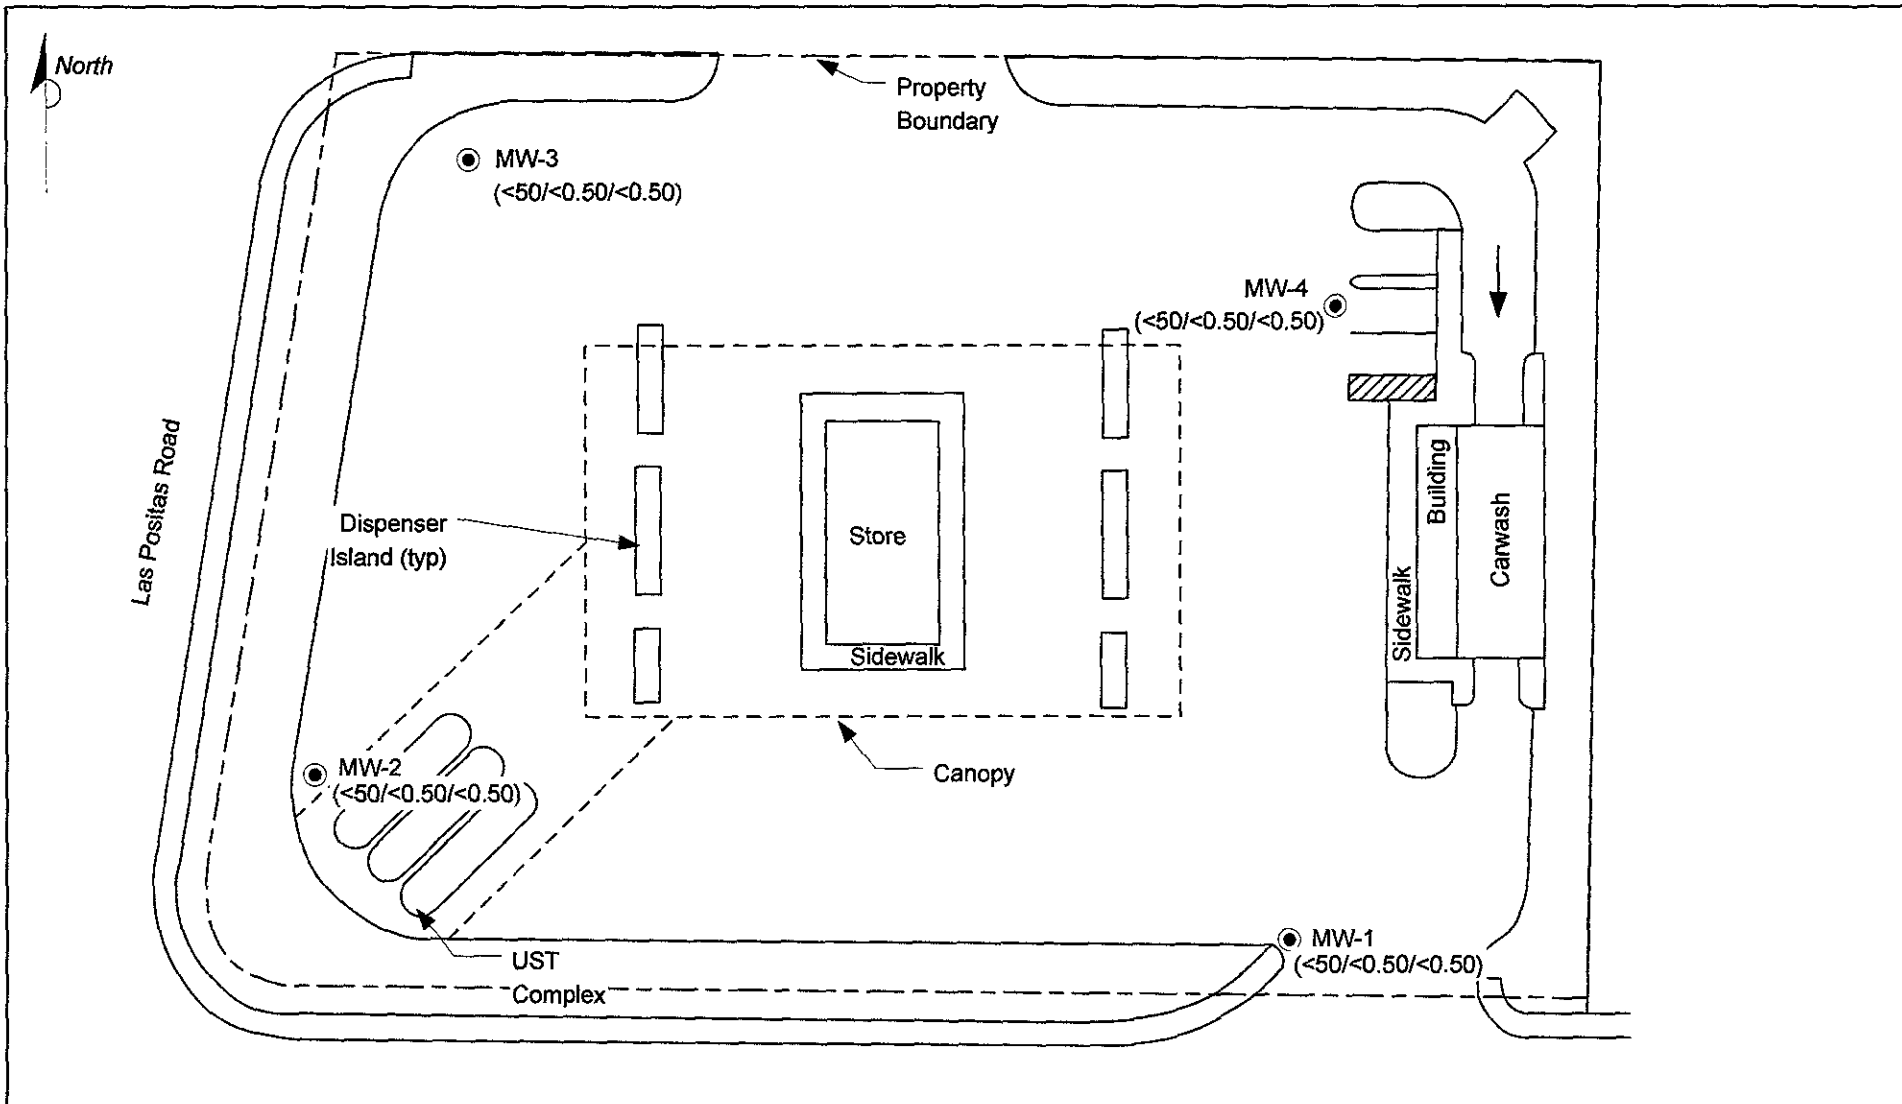 North
Property
Boundary
MW-3
(<50/<0.50/<0.50)
MW-4
(<50/<0.50/<0.50)
Las Positas Road
Dispenser
Island (typ)
Store
Sidewalk
Building
Carwash
Sidewalk
MW-2
(<50/<0.50/<0.50)
Canopy
MW-1
(<50/<0.50/<0.50)
UST
Complex